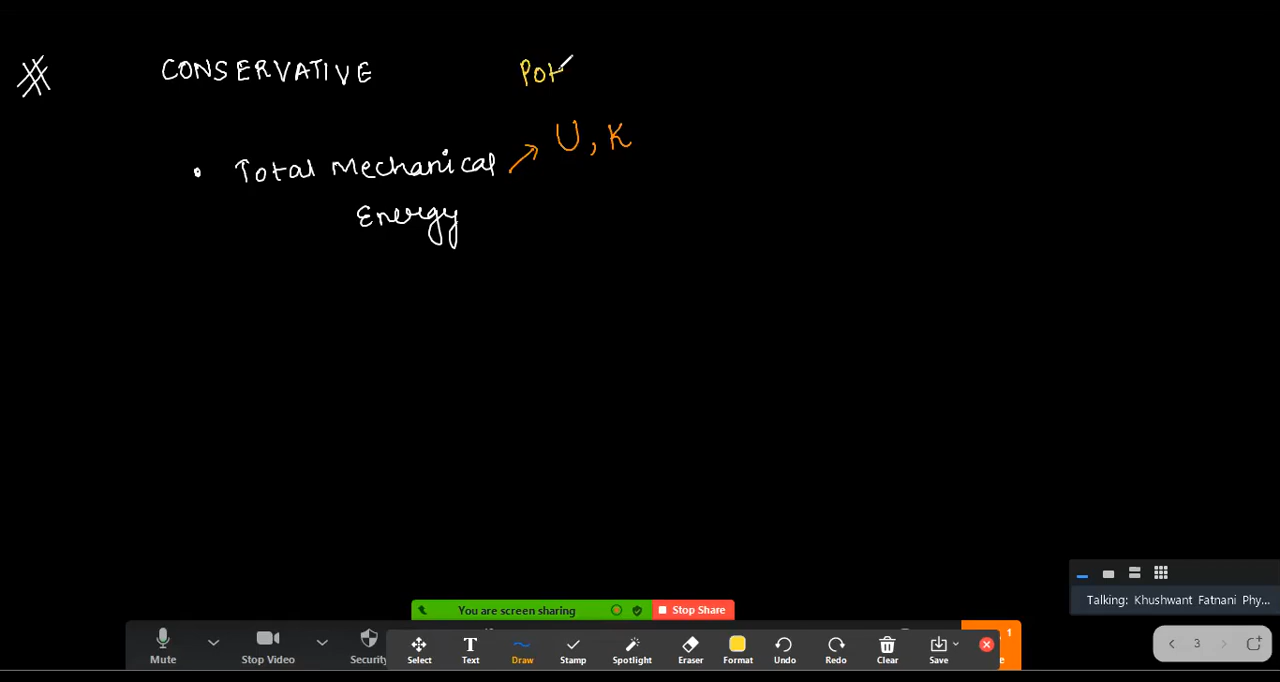 CONSERVATIVE Pot
U, K
• Total Mechanical
Energy
Talking: Khushwant Fatnani Phy...
You are screen sharing Stop Share
Mute Stop Video Security Select Text Draw Stamp Spotlight Eraser Format Undo Redo Clear Save 1
3